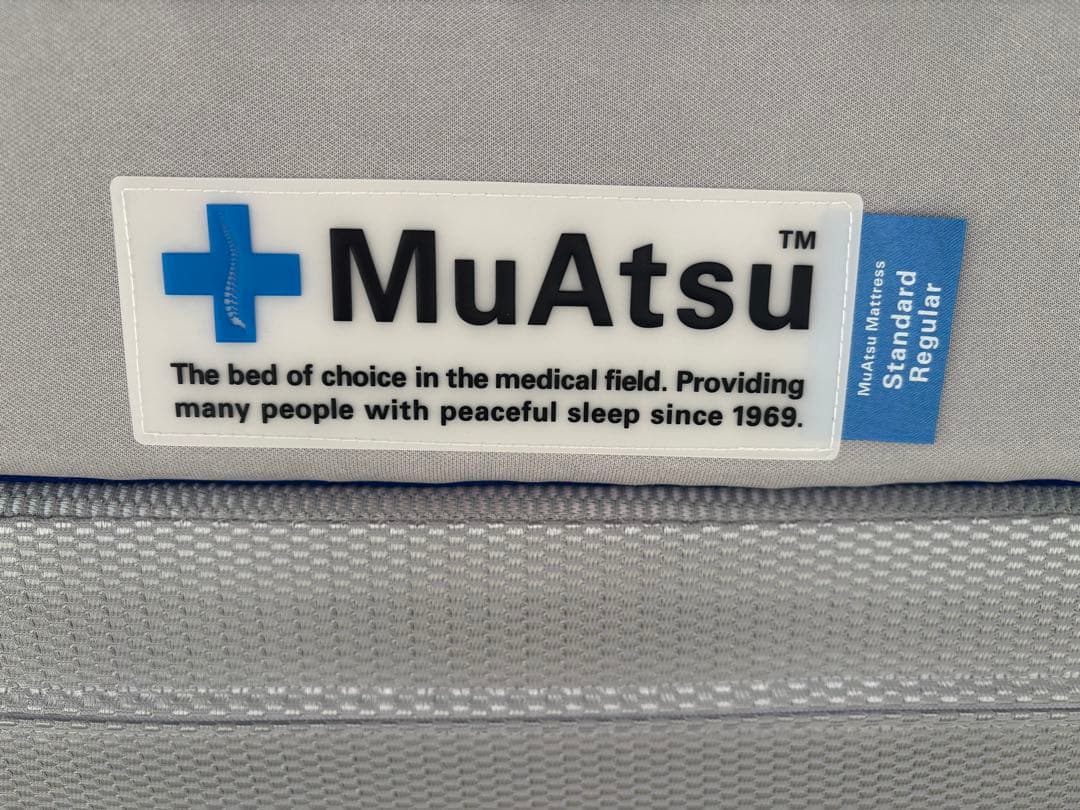 MuAtsu™
The bed of choice in the medical field. Providing
many people with peaceful sleep since 1969.
MuAtsu Mattress
Standard
Regular